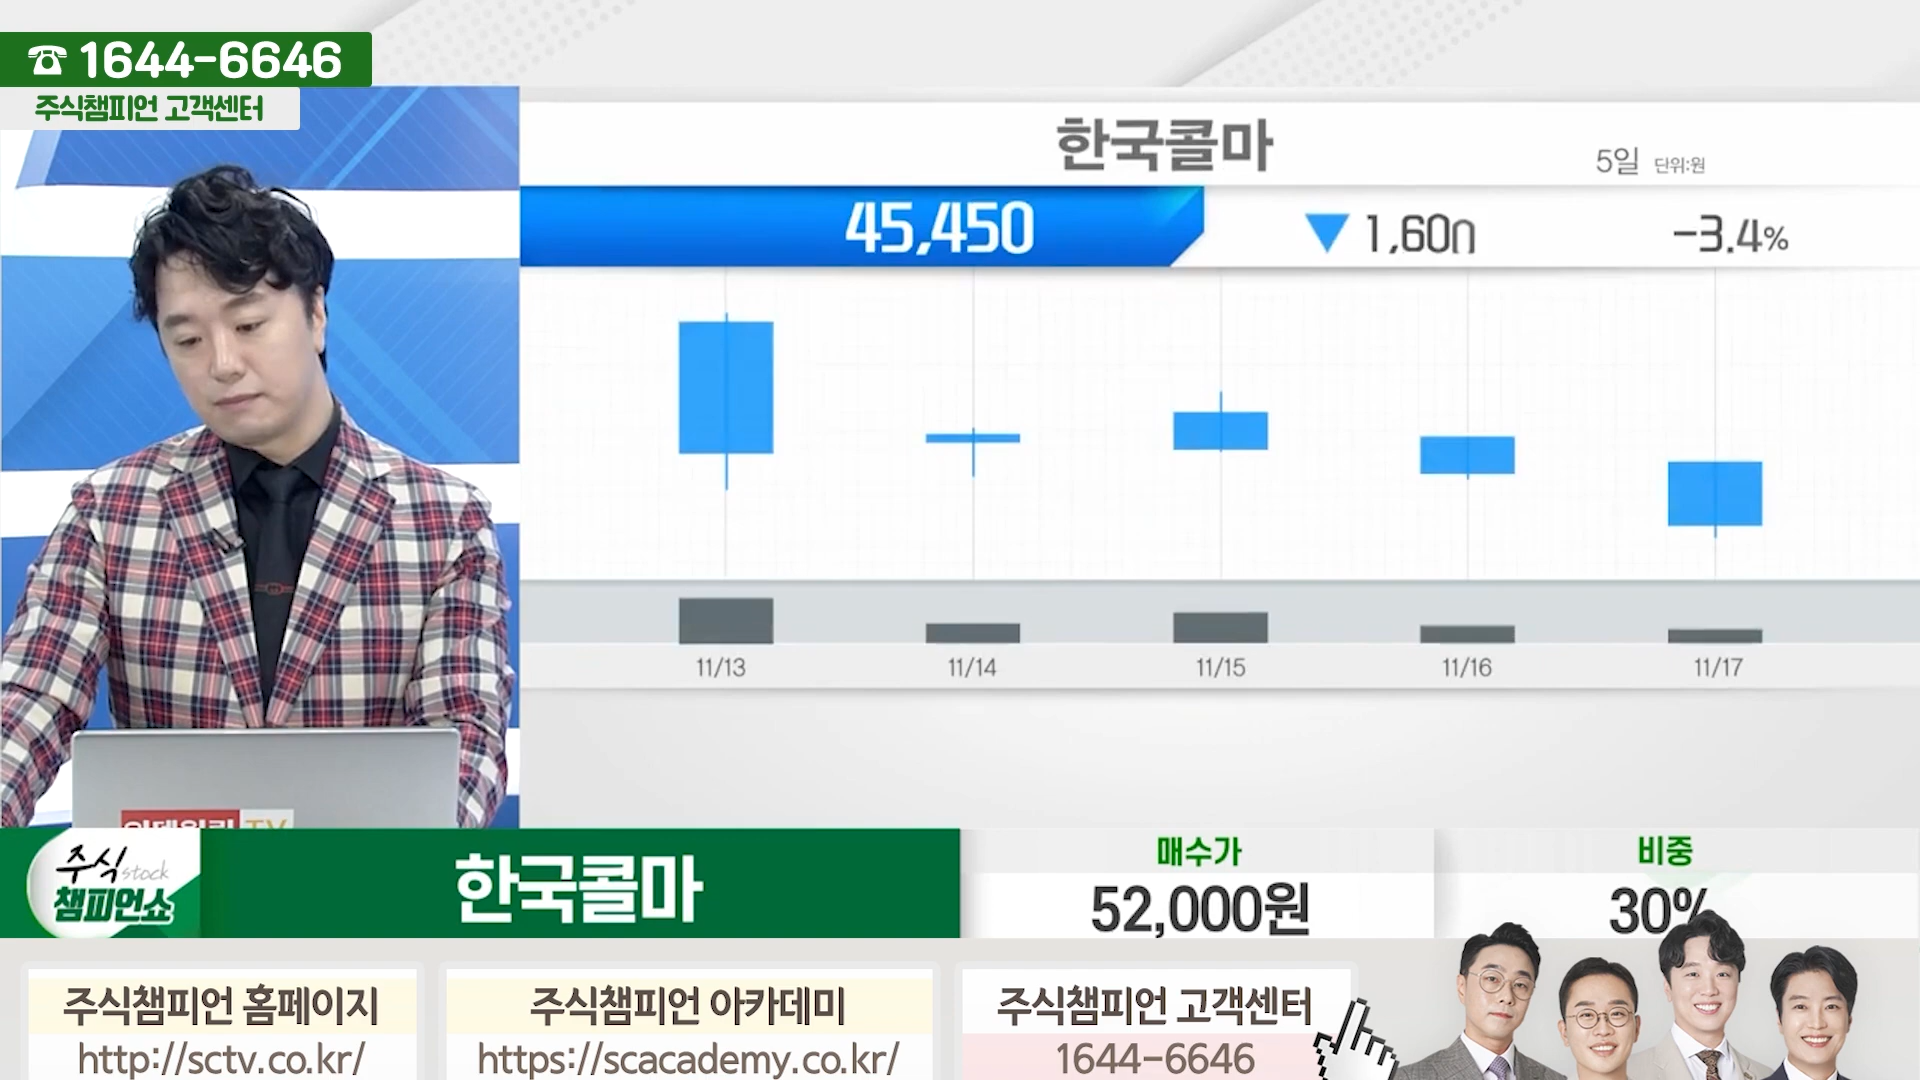 ☎ 1644-6646
주식챔피언 고객센터
한국콜마
5일 단위:원
45,450
▼ 1,600
-3.4%
11/13 11/14 11/15 11/16 11/17
주식 stock
챔피언쇼
한국콜마
매수가
52,000원
비중
30%
주식챔피언 홈페이지
http://sctv.co.kr/
주식챔피언 아카데미
https://scacademy.co.kr/
주식챔피언 고객센터
1644-6646